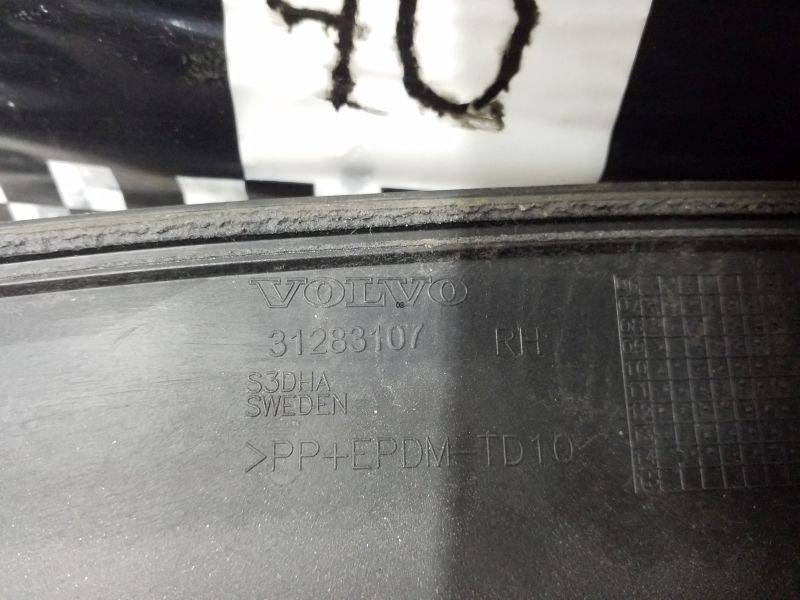 40
VOLVO
31283107 RH
S3DHA
SWEDEN
>PP+EPDM-TD10